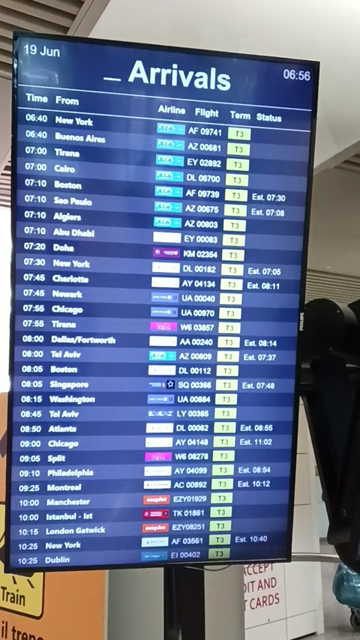 19 Jun
Arrivals
06:56
Time From Airline Flight Term Status
06:40 New York AF 09741 T3
06:40 Buenos Aires AZ 00681 T3
07:00 Tirana EY 02892 T3
07:00 Cairo DL 06700 T3
07:10 Boston AF 09739 T3 Est. 07:30
07:10 Sao Paulo AZ 00675 T3 Est. 07:08
07:10 Algiers AZ 00803 T3
07:10 Abu Dhabi EY 00083 T3
07:20 Doha KM 02354 T3
07:30 New York DL 00182 T3 Est. 07:05
07:45 Charlotte AY 04134 T3 Est. 08:11
07:45 Newark UA 00040 T3
07:55 Chicago UA 00970 T3
07:55 Tirana W6 03857 T3
08:00 Dallas/Fortworth AA 00240 T3 Est. 08:14
08:00 Tel Aviv AZ 00809 T3 Est. 07:37
08:05 Boston DL 00112 T3
08:05 Singapore SQ 00366 T3 Est. 07:48
08:15 Washington UA 00884 T3
08:45 Tel Aviv LY 00385 T3
08:50 Atlanta DL 00062 T3 Est. 08:55
09:00 Chicago AY 04148 T3 Est. 11:02
09:05 Split W6 08278 T3
09:10 Philadelphia AY 04099 T3 Est. 08:54
09:25 Montreal AC 00892 T3 Est. 10:12
10:00 Manchester easyJet EZY01929 T3
10:00 Istanbul - Ist TK 01861 T3
10:15 London Gatwick easyJet EZY08251 T3
10:25 New York AF 03561 T3 Est. 10:40
10:25 Dublin EI 00402 T3
PHILIPS
Train
il treno
ACCEPT
DIT AND
T CARDS